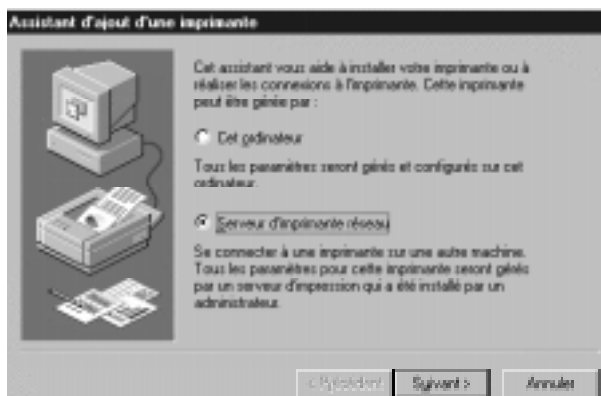 Assistant d'ajout d'une imprimante
Cet assistant vous aide à installer votre imprimante ou à
réaliser les connexions à l'imprimante. Cette imprimante
peut être gérée par :
Cet ordinateur
Tous les paramètres seront gérés et configurés sur cet
ordinateur.
Serveur d'imprimante réseau
Se connecter à une imprimante sur une autre machine.
Tous les paramètres pour cette imprimante seront gérés
par un serveur d'impression qui a été installé par un
administrateur.
< Précédent
Suivant >
Annuler